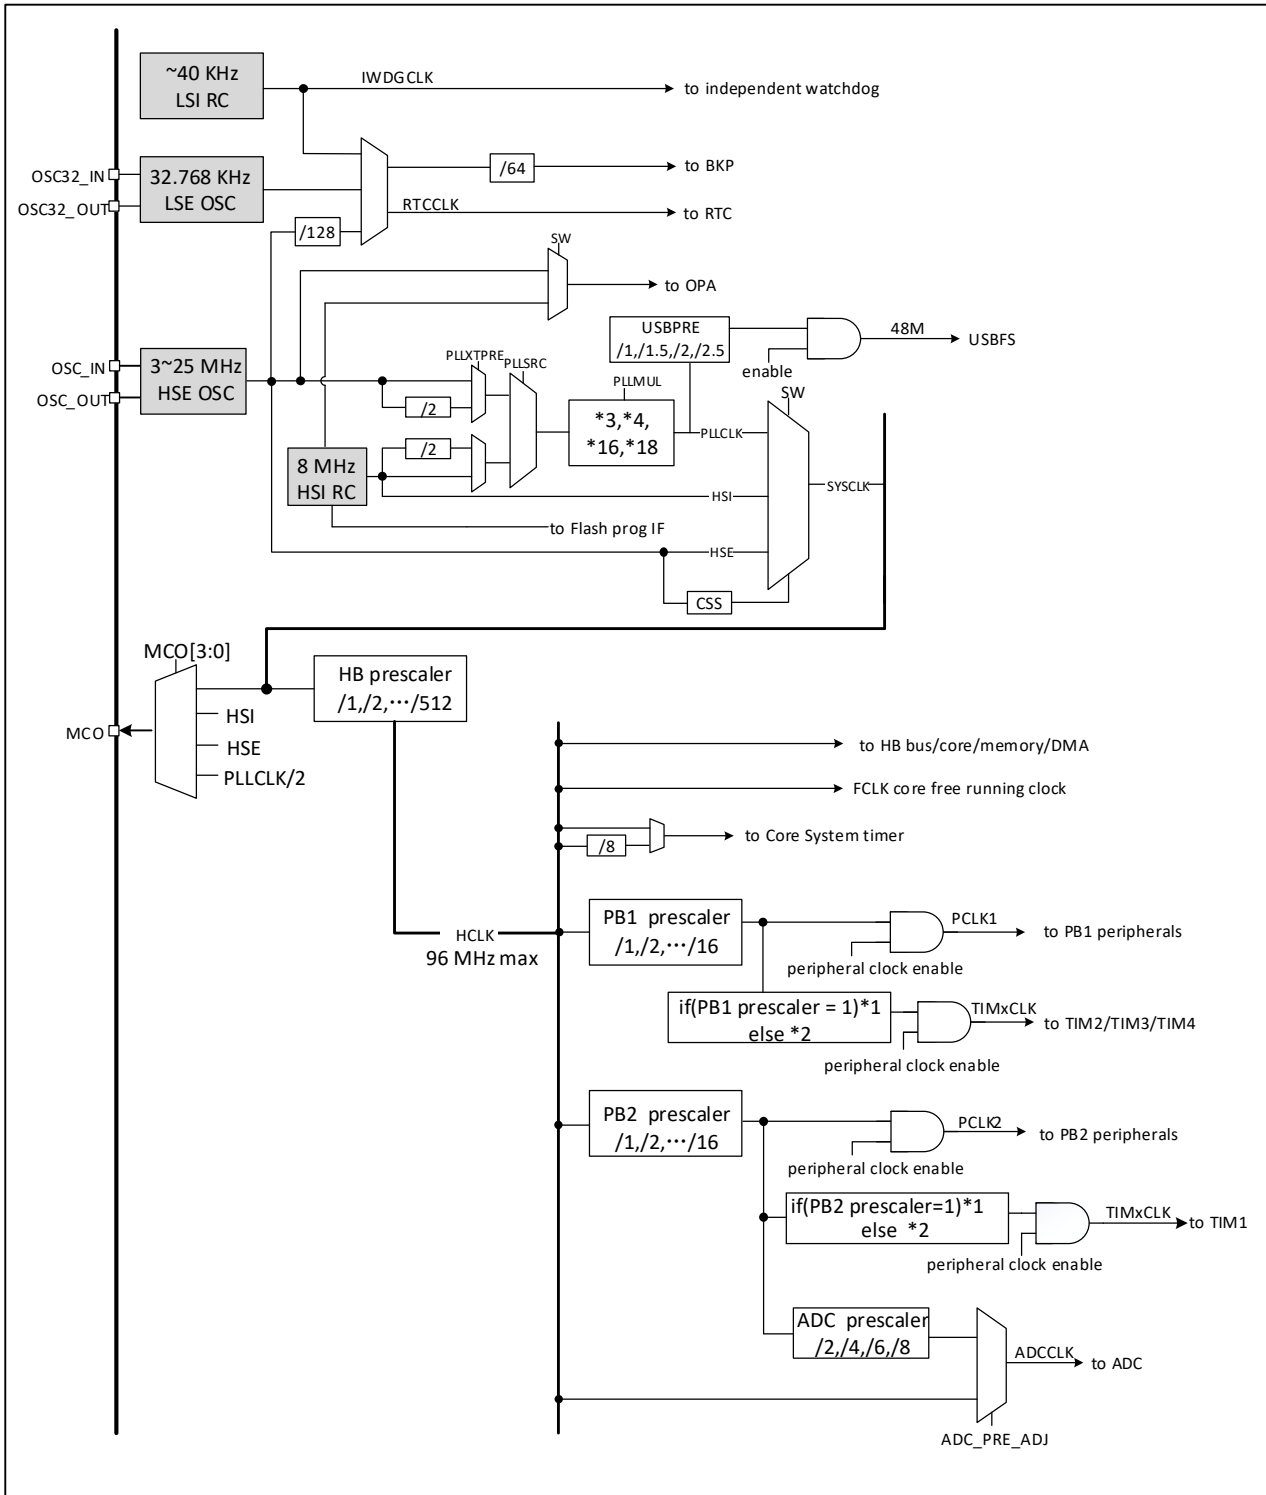 ~40 KHz
LSI RC
IWDGCLK
to independent watchdog
OSC32_IN
OSC32_OUT
32.768 KHz
LSE OSC
/64
to BKP
RTCCLK
to RTC
/128
SW
to OPA
USBPRE
/1,/1.5,/2,/2.5
48M
USBFS
enable
OSC_IN
OSC_OUT
3~25 MHz
HSE OSC
PLLXTPRE
PLLSRC
/2
PLLMUL
*3,*4,
*16,*18
PLLCLK
SW
/2
8 MHz
HSI RC
HSI
SYSCLK
to Flash prog IF
HSE
CSS
MCO[3:0]
HSI
HSE
PLLCLK/2
MCO
HB prescaler
/1,/2,···/512
to HB bus/core/memory/DMA
FCLK core free running clock
/8
to Core System timer
HCLK
96 MHz max
PB1 prescaler
/1,/2,···/16
PCLK1
to PB1 peripherals
peripheral clock enable
if(PB1 prescaler = 1)*1
else *2
TIMxCLK
to TIM2/TIM3/TIM4
peripheral clock enable
PB2 prescaler
/1,/2,···/16
PCLK2
to PB2 peripherals
peripheral clock enable
if(PB2 prescaler=1)*1
else *2
TIMxCLK
to TIM1
peripheral clock enable
ADC prescaler
/2,/4,/6,/8
ADCCLK
to ADC
ADC_PRE_ADJ